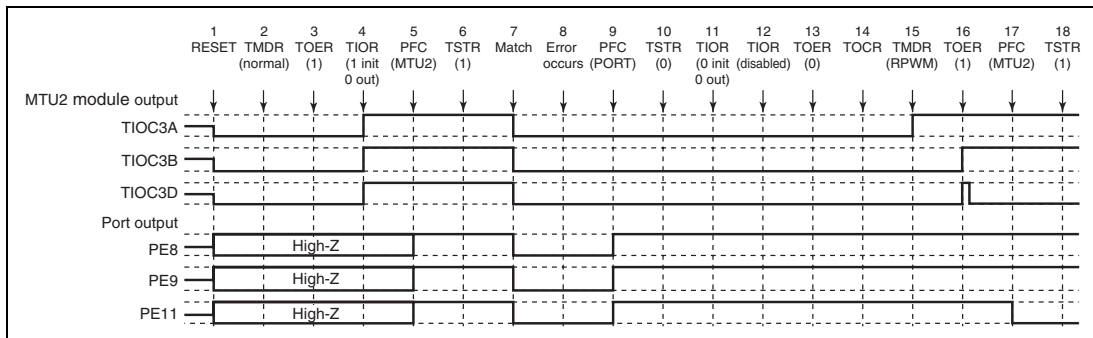 1 2 3 4 5 6 7 8 9 10 11 12 13 14 15 16 17 18
RESET TMDR TOER TIOR PFC TSTR Match Error PFC TSTR TIOR TIOR TOER TOCR TMDR TOER PFC TSTR
(normal) (1) (1 init (MTU2) (1) occurs (PORT) (0) (0 init (disabled) (0) (RPWM) (1) (MTU2) (1)
0 out) 0 out)
MTU2 module output
TIOC3A
TIOC3B
TIOC3D
Port output
PE8 High-Z
PE9 High-Z
PE11 High-Z